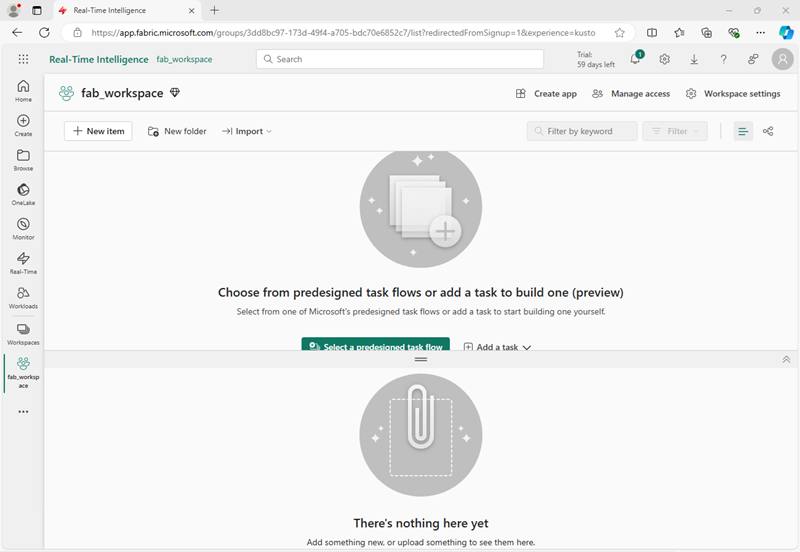 Real-Time Intelligence
https://app.fabric.microsoft.com/groups/3dd8bc97-173d-49f4-a705-bdc70e6852c7/list?redirectedFromSignup=1&experience=kusto
Real-Time Intelligence fab_workspace
Search
Trial:
59 days left
1
Home
fab_workspace
Create app
Manage access
Workspace settings
Create
New item
New folder
Import
Filter by keyword
Filter
Browse
OneLake
Monitor
Real-Time
Workloads
Workspaces
fab_worksp
ace
Choose from predesigned task flows or add a task to build one (preview)
Select from one of Microsoft's predesigned task flows or add a task to start building one yourself.
Select a predesigned task flow
Add a task
There's nothing here yet
Add something new, or upload something to see them here.